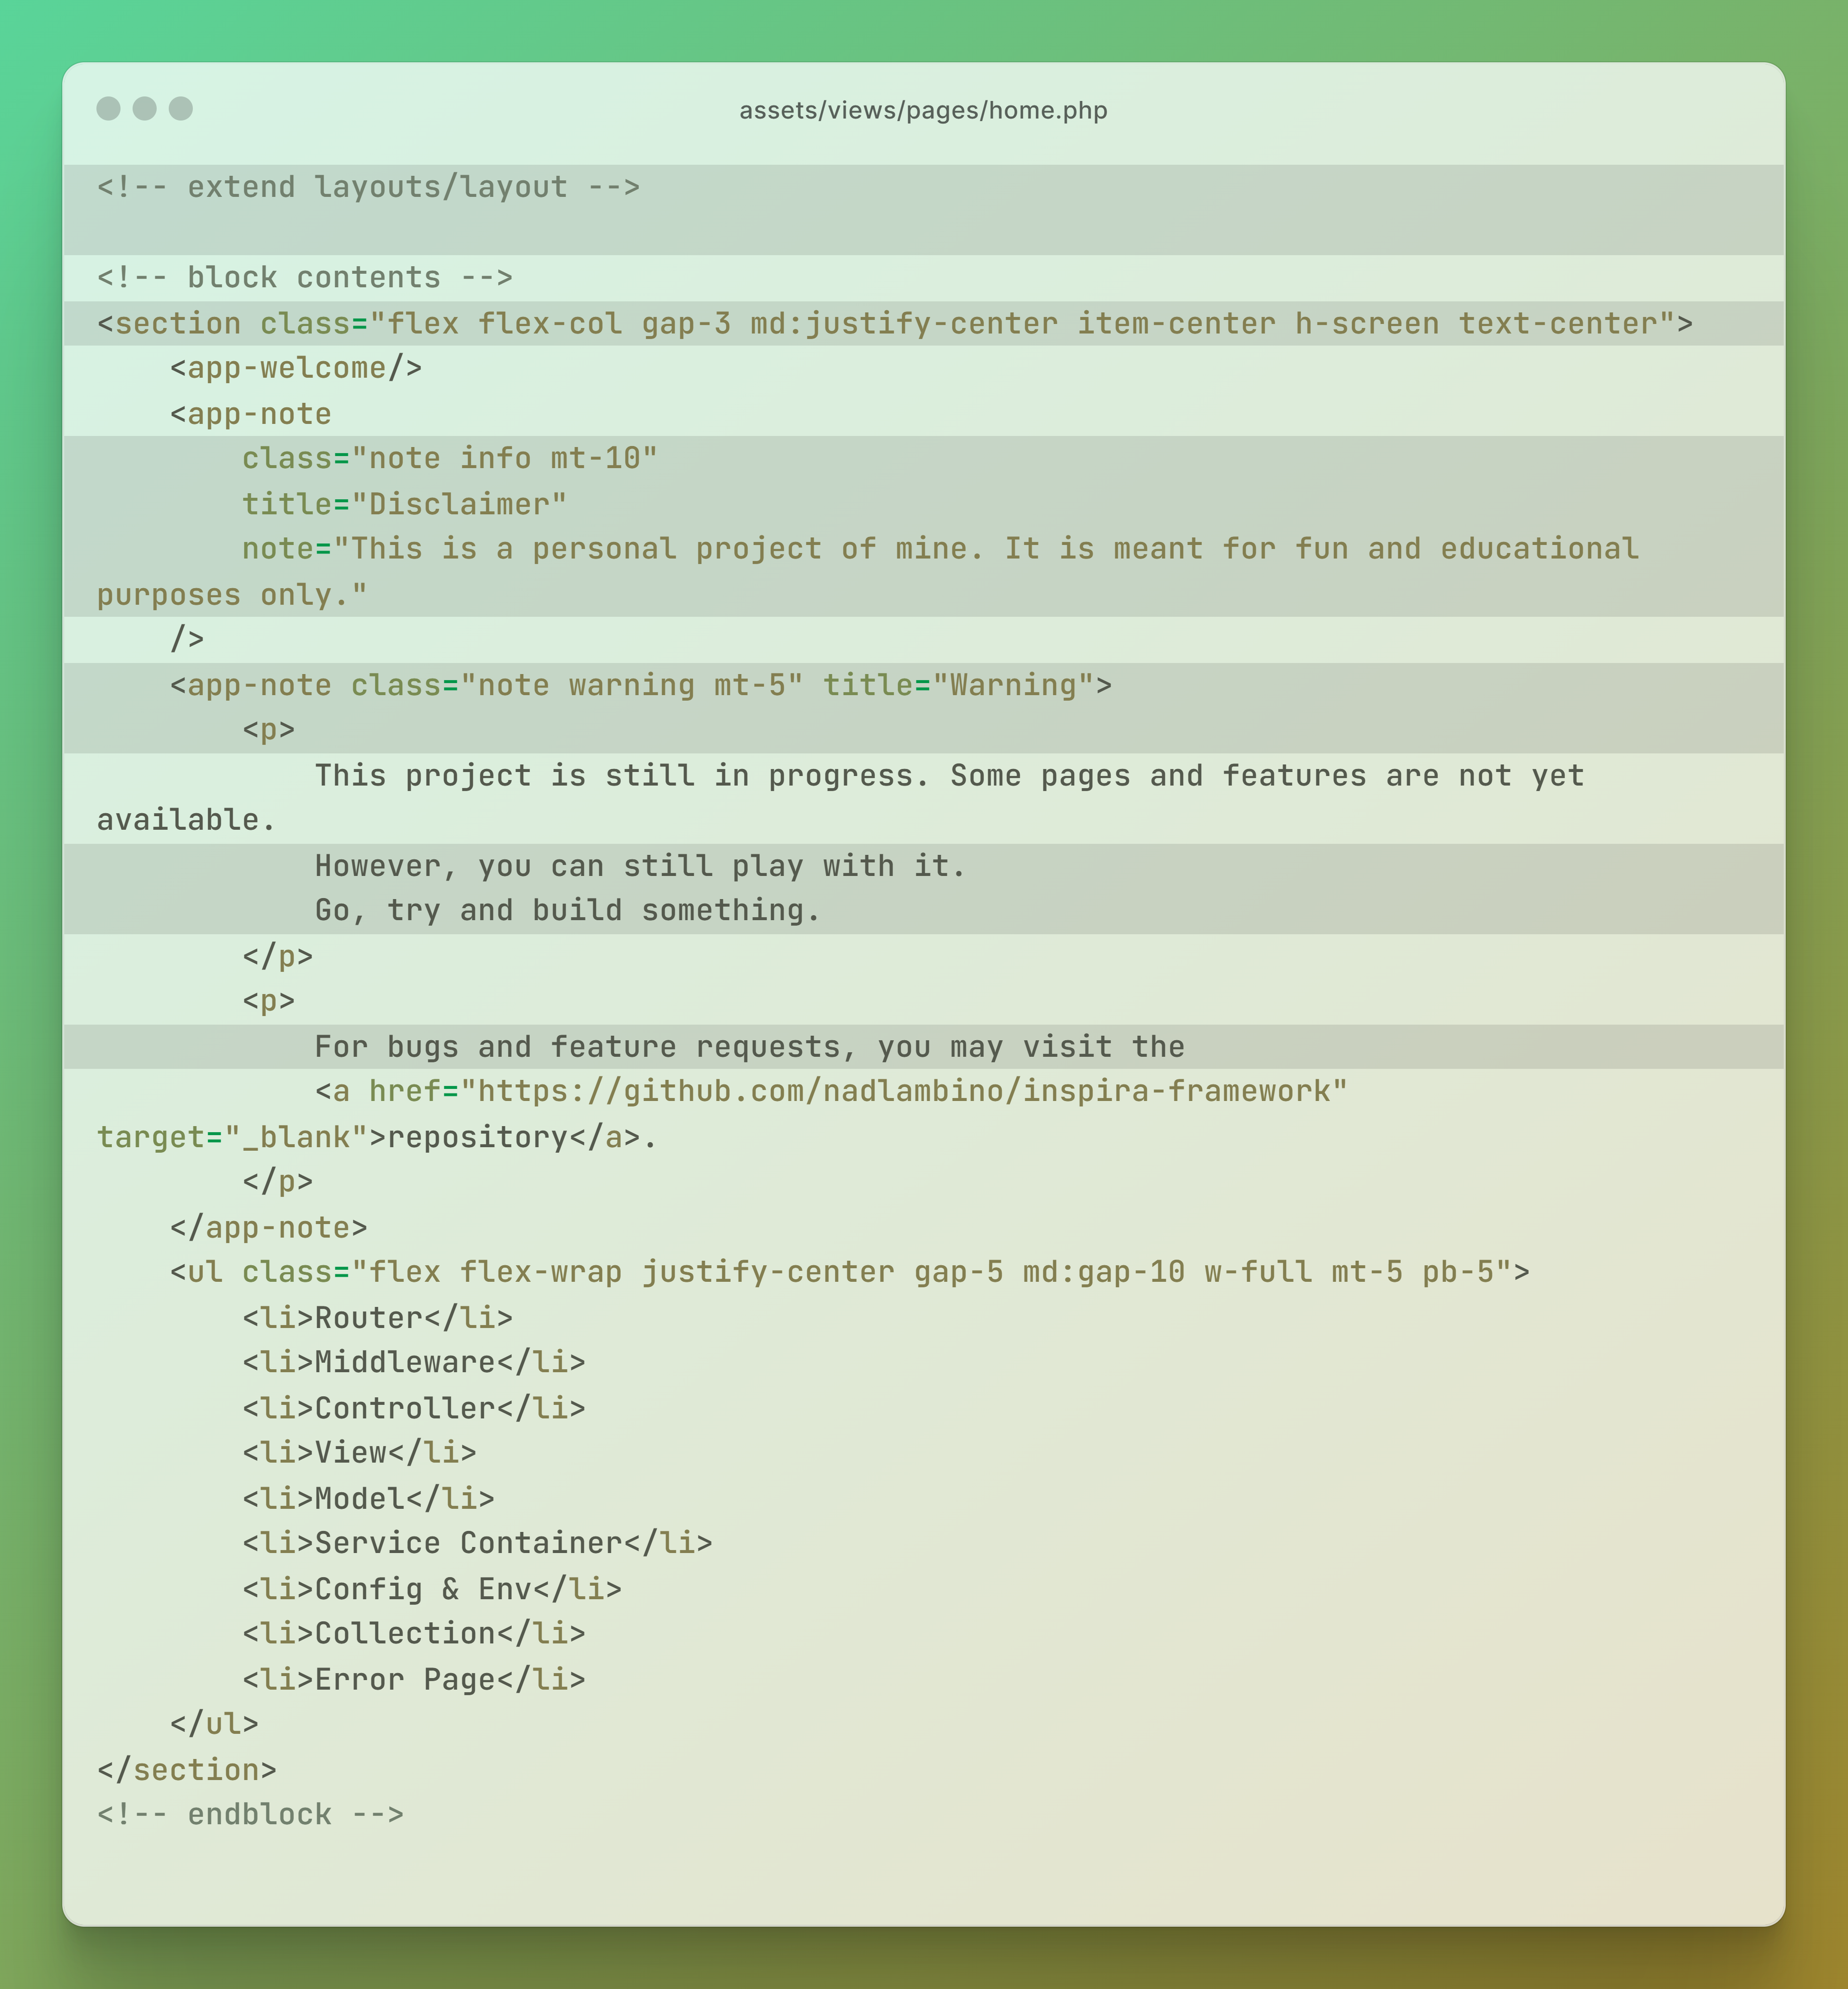 assets/views/pages/home.php
<!-- extend layouts/layout -->

<!-- block contents -->
<section class="flex flex-col gap-3 md:justify-center item-center h-screen text-center">
    <app-welcome/>
    <app-note
        class="note info mt-10"
        title="Disclaimer"
        note="This is a personal project of mine. It is meant for fun and educational
purposes only."
    />
    <app-note class="note warning mt-5" title="Warning">
        <p>
            This project is still in progress. Some pages and features are not yet
available.
            However, you can still play with it.
            Go, try and build something.
        </p>
        <p>
            For bugs and feature requests, you may visit the
            <a href="https://github.com/nadlambino/inspira-framework"
target="_blank">repository</a>.
        </p>
    </app-note>
    <ul class="flex flex-wrap justify-center gap-5 md:gap-10 w-full mt-5 pb-5">
        <li>Router</li>
        <li>Middleware</li>
        <li>Controller</li>
        <li>View</li>
        <li>Model</li>
        <li>Service Container</li>
        <li>Config & Env</li>
        <li>Collection</li>
        <li>Error Page</li>
    </ul>
</section>
<!-- endblock -->